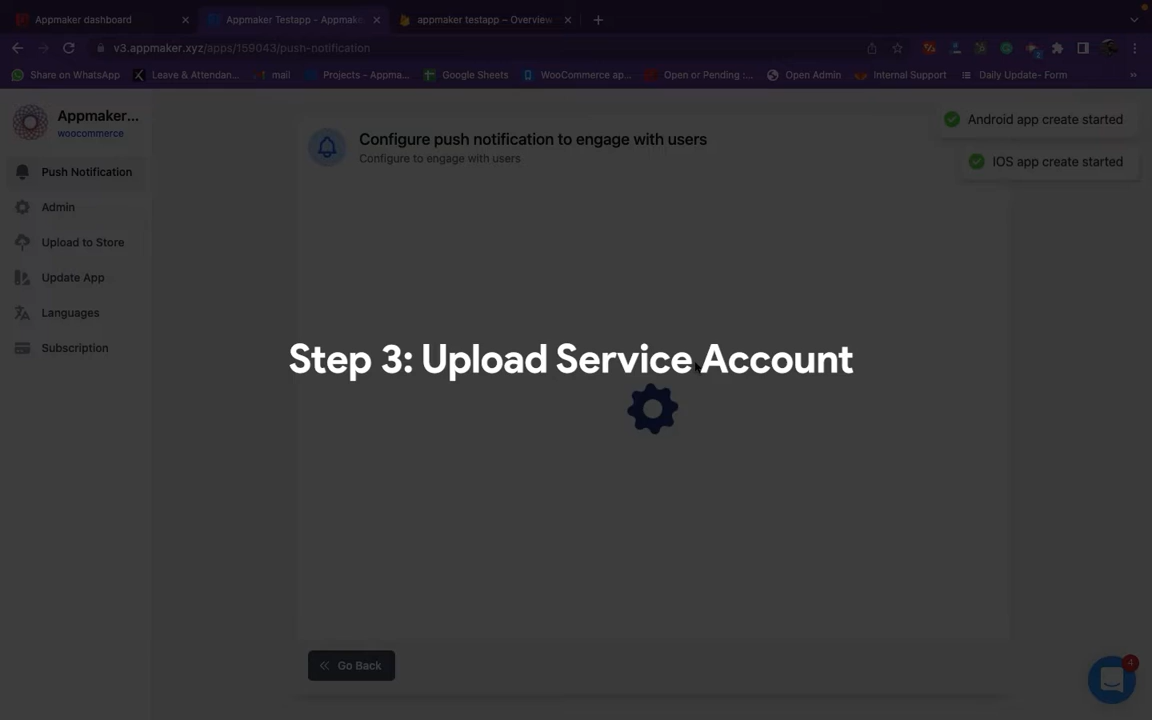 Appmaker dashboard
Appmaker Testapp - Appmake
appmaker testapp – Overview
v3.appmaker.xyz/apps/159043/push-notification
Share on WhatsApp
Leave & Attendan...
mail
Projects - Appma...
Google Sheets
WooCommerce ap...
Open or Pending :...
Open Admin
Internal Support
Daily Update- Form
Appmaker...
woocommerce
Push Notification
Admin
Upload to Store
Update App
Languages
Subscription
Configure push notification to engage with users
Configure to engage with users
Android app create started
IOS app create started
Step 3: Upload Service Account
Go Back
4